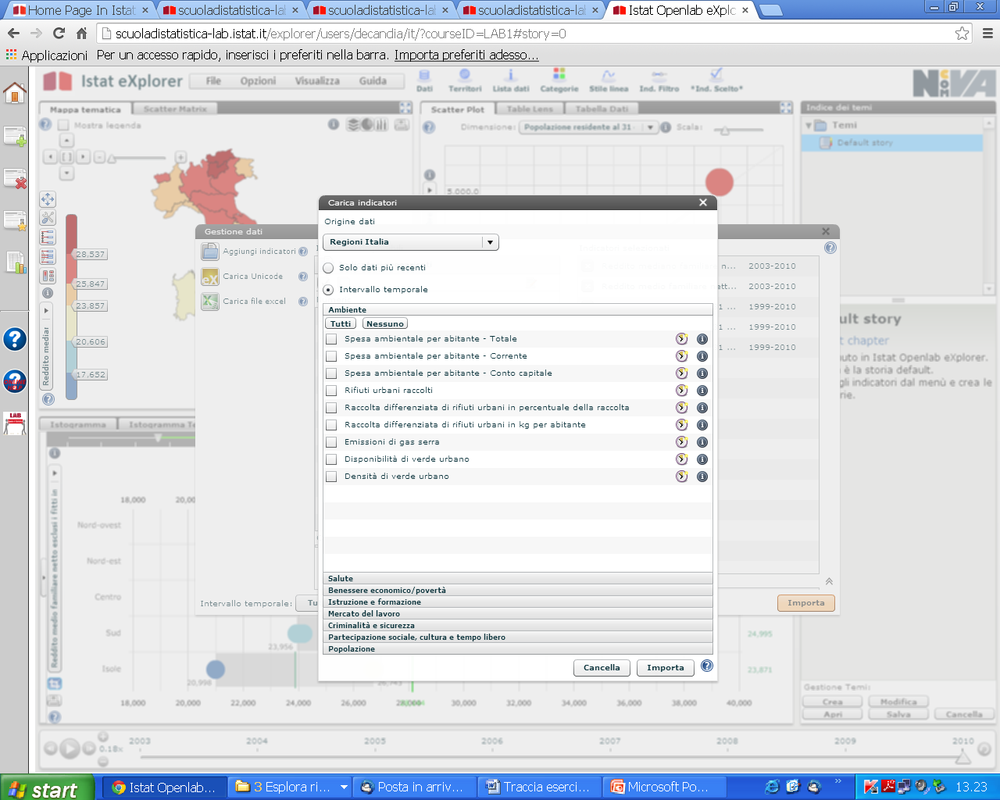 Home Page In Istat
scuoladistatistica-lab
scuoladistatistica-lab
scuoladistatistica-lab
Istat Openlab eXplo
scuoladistatistica-lab.istat.it/explorer/users/decandia/it/?courseID=LAB1#story=0
Applicazioni Per un accesso rapido, inserisci i preferiti nella barra. Importa preferiti adesso...
Istat eXplorer File Opzioni Visualizza Guida
Dati Territori Lista dati Categorie Stile linea Ind. Filtro *Ind. Scelto*
NComVA
Mappa tematica Scatter Matrix
Scatter Plot Table Lens Tabella Dati
Indice dei temi
Mostra legenda
Dimensione: Popolazione residente al 31 Scala:
Temi
Default story
5.000.0
Carica indicatori
Origine dati
Regioni Italia
Solo dati più recenti
Intervallo temporale
Ambiente
Tutti Nessuno
Spesa ambientale per abitante - Totale
Spesa ambientale per abitante - Corrente
Spesa ambientale per abitante - Conto capitale
Rifiuti urbani raccolti
Raccolta differenziata di rifiuti urbani in percentuale della raccolta
Raccolta differenziata di rifiuti urbani in kg per abitante
Emissioni di gas serra
Disponibilità di verde urbano
Densità di verde urbano
Salute
Benessere economico/povertà
Istruzione e formazione
Mercato del lavoro
Criminalità e sicurezza
Partecipazione sociale, cultura e tempo libero
Popolazione
Cancella Importa
Gestione dati
Aggiungi indicatori
Carica Unicode
Carica file excel
n... 2003-2010
ett... 2003-2010
1 ... 1999-2010
1 ... 1999-2010
1 ... 1999-2010
Intervallo temporale: Tu
Importa
28,537
25,847
23,857
20,606
17,652
Reddito mediar
ult story
t chapter
uto in Istat Openlab eXplorer.
è la storia default.
gli indicatori dal menù e crea le
rie.
Istogramma Istogramma Te
Reddito medio familiare netto esclusi i fitti in
18,000 20,0
Nord-ovest
Nord-est
Centro
Sud
Isole
23,956
20,998
26,743
24,995
23,871
18,000 20,000 22,000 24,000 26,000 28,000 30,000 32,000 34,000 36,000 38,000 40,000
Gestione Temi:
Crea Modifica
Apri Salva Cancella
0.18x
2003 2004 2005 2006 2007 2008 2009 2010
start
Istat Openlab...
3 Esplora ri...
Posta in arriv...
Traccia eserci...
Microsoft Po...
13.23